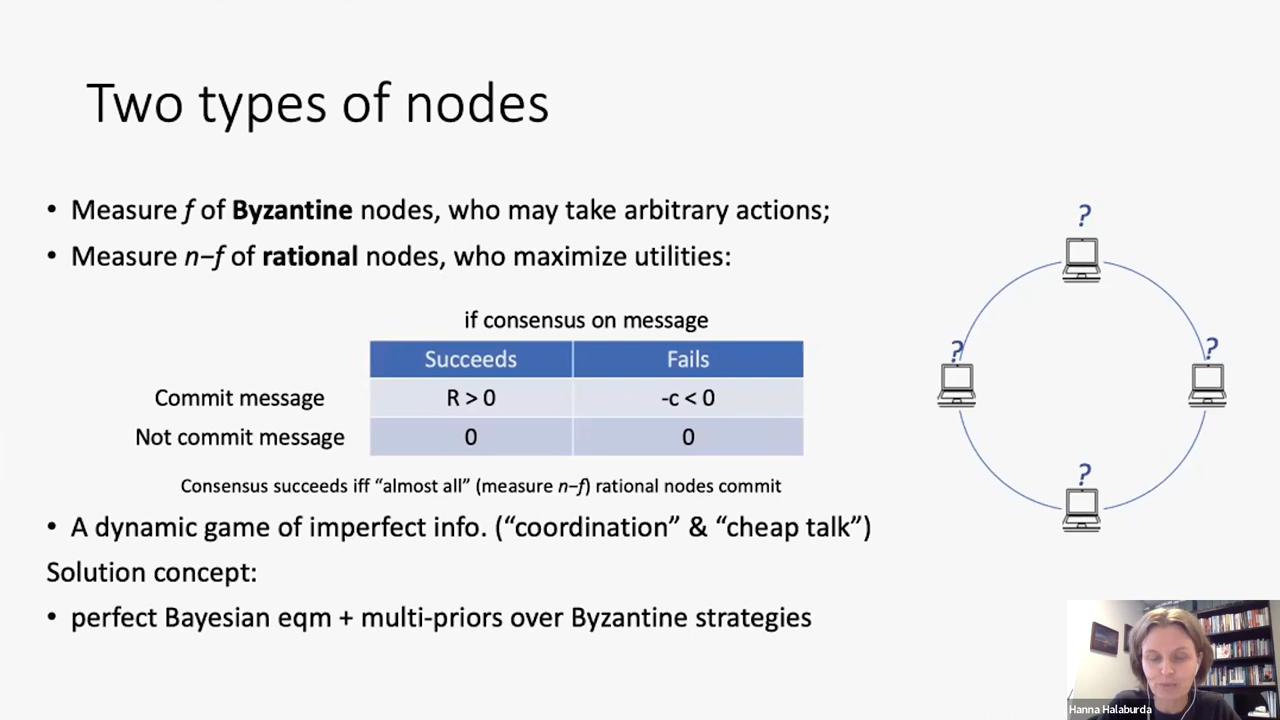 Two types of nodes
• Measure f of Byzantine nodes, who may take arbitrary actions;
• Measure n−f of rational nodes, who maximize utilities:
if consensus on message
Succeeds Fails
Commit message R > 0 -c < 0
Not commit message 0 0
Consensus succeeds iff “almost all” (measure n−f) rational nodes commit
• A dynamic game of imperfect info. (“coordination” & “cheap talk”)
Solution concept:
• perfect Bayesian eqm + multi-priors over Byzantine strategies
?
?
?
?
Hanna Halaburda